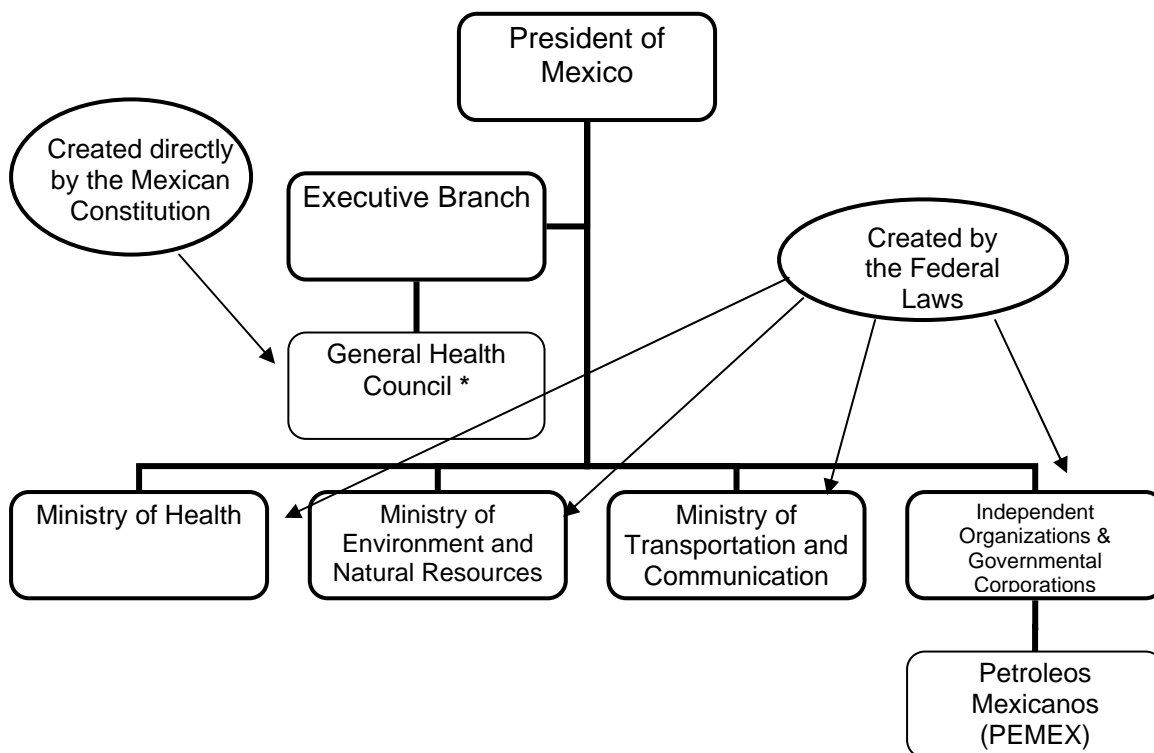 President of
Mexico
Created directly
by the Mexican
Constitution
Executive Branch
Created by
the Federal
Laws
General Health
Council *
Ministry of Health
Ministry of
Environment and
Natural Resources
Ministry of
Transportation and
Communication
Independent
Organizations &
Governmental
Corporations
Petroleos
Mexicanos
(PEMEX)